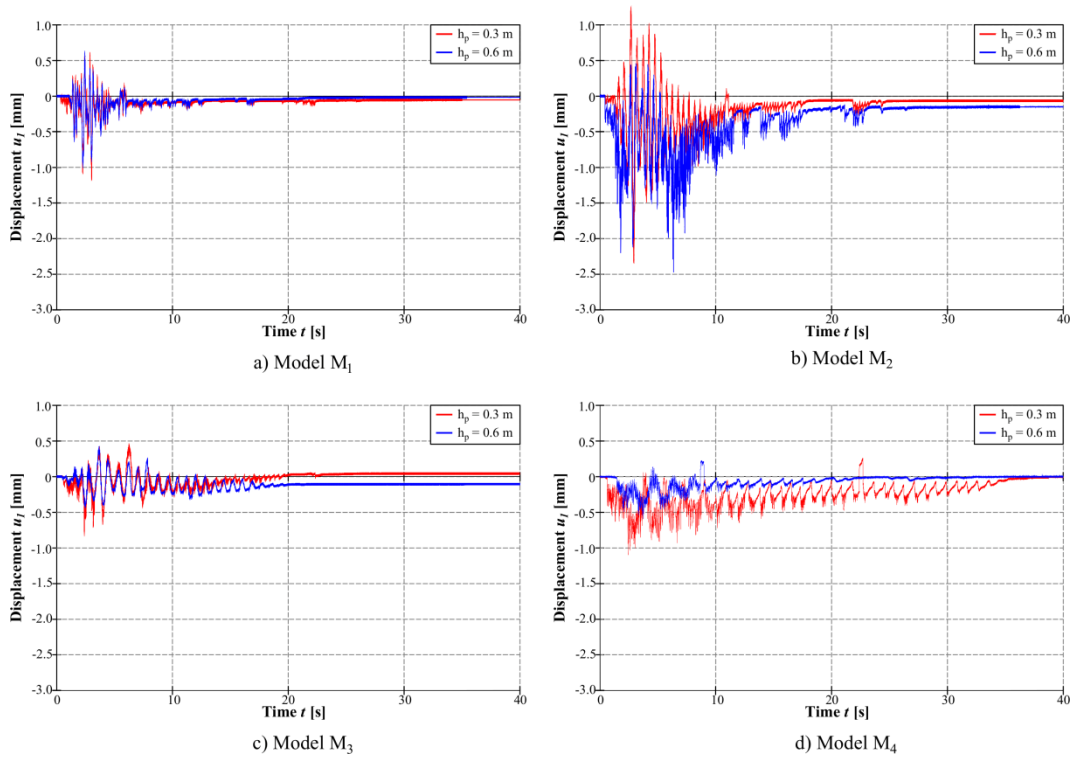 1.0
0.5
0
-0.5
-1.0
-1.5
-2.0
-2.5
-3.0
Displacement u1 [mm]
0 10 20 30 40
Time t [s]
hp = 0.3 m
hp = 0.6 m
a) Model M1
1.0
0.5
0
-0.5
-1.0
-1.5
-2.0
-2.5
-3.0
Displacement u1 [mm]
0 10 20 30 40
Time t [s]
hp = 0.3 m
hp = 0.6 m
b) Model M2
1.0
0.5
0
-0.5
-1.0
-1.5
-2.0
-2.5
-3.0
Displacement u1 [mm]
0 10 20 30 40
Time t [s]
hp = 0.3 m
hp = 0.6 m
c) Model M3
1.0
0.5
0
-0.5
-1.0
-1.5
-2.0
-2.5
-3.0
Displacement u1 [mm]
0 10 20 30 40
Time t [s]
hp = 0.3 m
hp = 0.6 m
d) Model M4